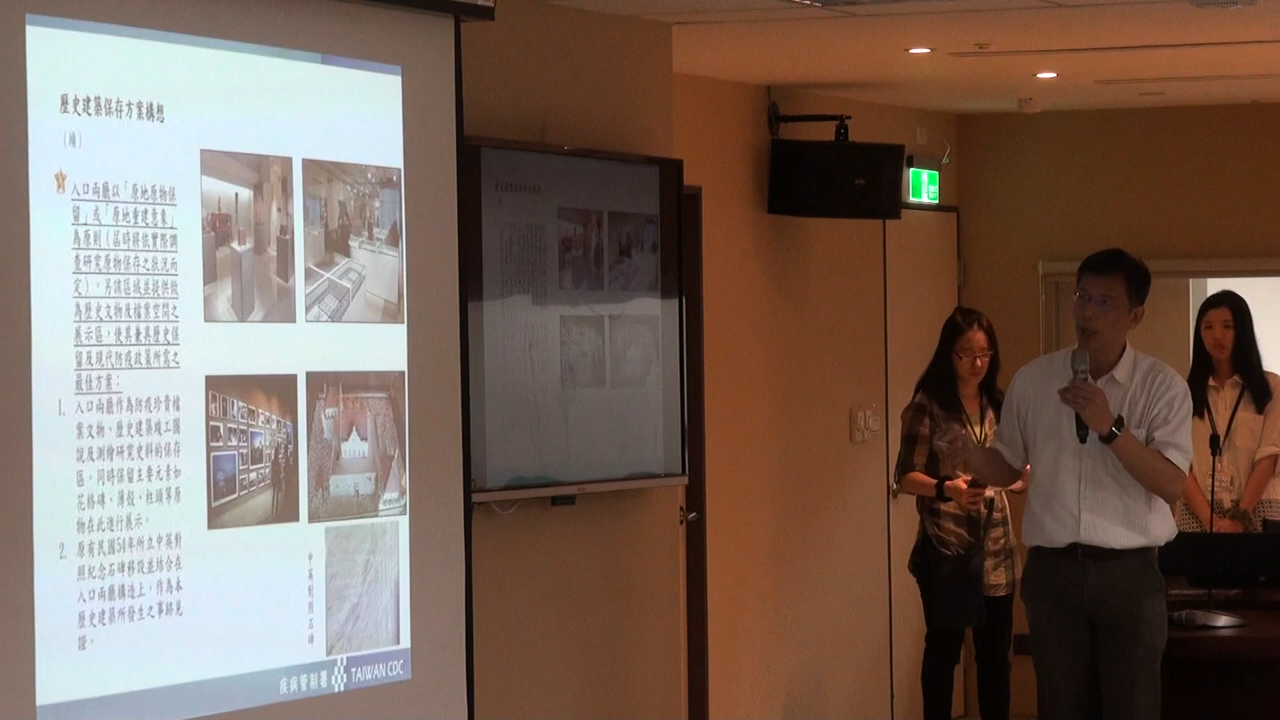 歷史建築保存方案構想
(續)
入口兩廳以「原地原物保
留」或「原地重建意象」
為原則(屆時將依實際調
查研究原物保存之狀況而
定),另請區域並提供做
為歷史文物及檔案空間之
展示區,使其兼具歷史保
留及現代防疫政策所需之
最佳方案:
1. 入口兩廳作為防疫珍貴檔
案文物、歷史建築竣工圖
說及測繪研究史料的保存
區。同時保留主要元素如
花格磚、薄殼、柱頭等原
物在此進行展示。
2. 原有民國54年所立中英對
照紀念石碑移設並結合在
入口兩廳構造上,作為本
歷史建築所發生之事跡見
證。
中英對照石碑
疾病管制署 TAIWAN CDC